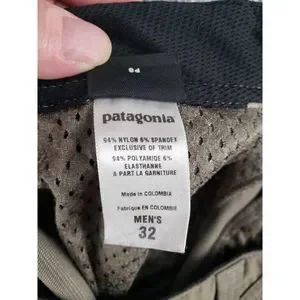 patagonia
94% NYLON 6% SPANDEX
EXCLUSIVE OF TRIM
94% POLYAMIDE 6%
ELASTHANNE
À PART LA GARNITURE
Made in COLOMBIA
Fabriqué EN COLOMBIE
MEN'S
32